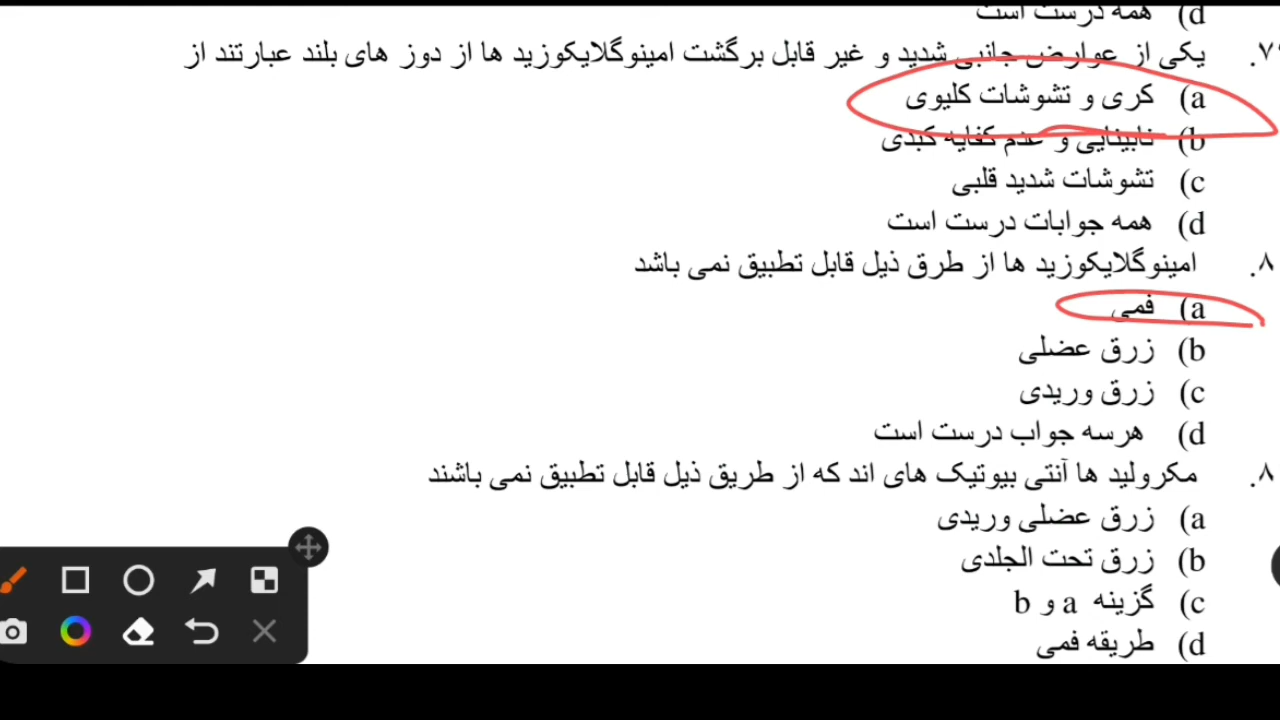 d) همه درست است
یکی از عوارض جانبی شدید و غیر قابل برگشت امینوگلایکوزید ها از دوز های بلند عبارتند از
a) کری و تشوشات کلیوی
b) نابینایی و عدم کفایه کبدی
c) تشوشات شدید قلبی
d) همه جوابات درست است
۸. امینوگلایکوزید ها از طرق ذیل قابل تطبیق نمی باشد
a) فمی
b) زرق عضلی
c) زرق وریدی
d) هرسه جواب درست است
۸. مکرولید ها آنتی بیوتیک های اند که از طریق ذیل قابل تطبیق نمی باشند
a) زرق عضلی وریدی
b) زرق تحت الجلدی
c) گزینه a و b
d) طریقه فمی